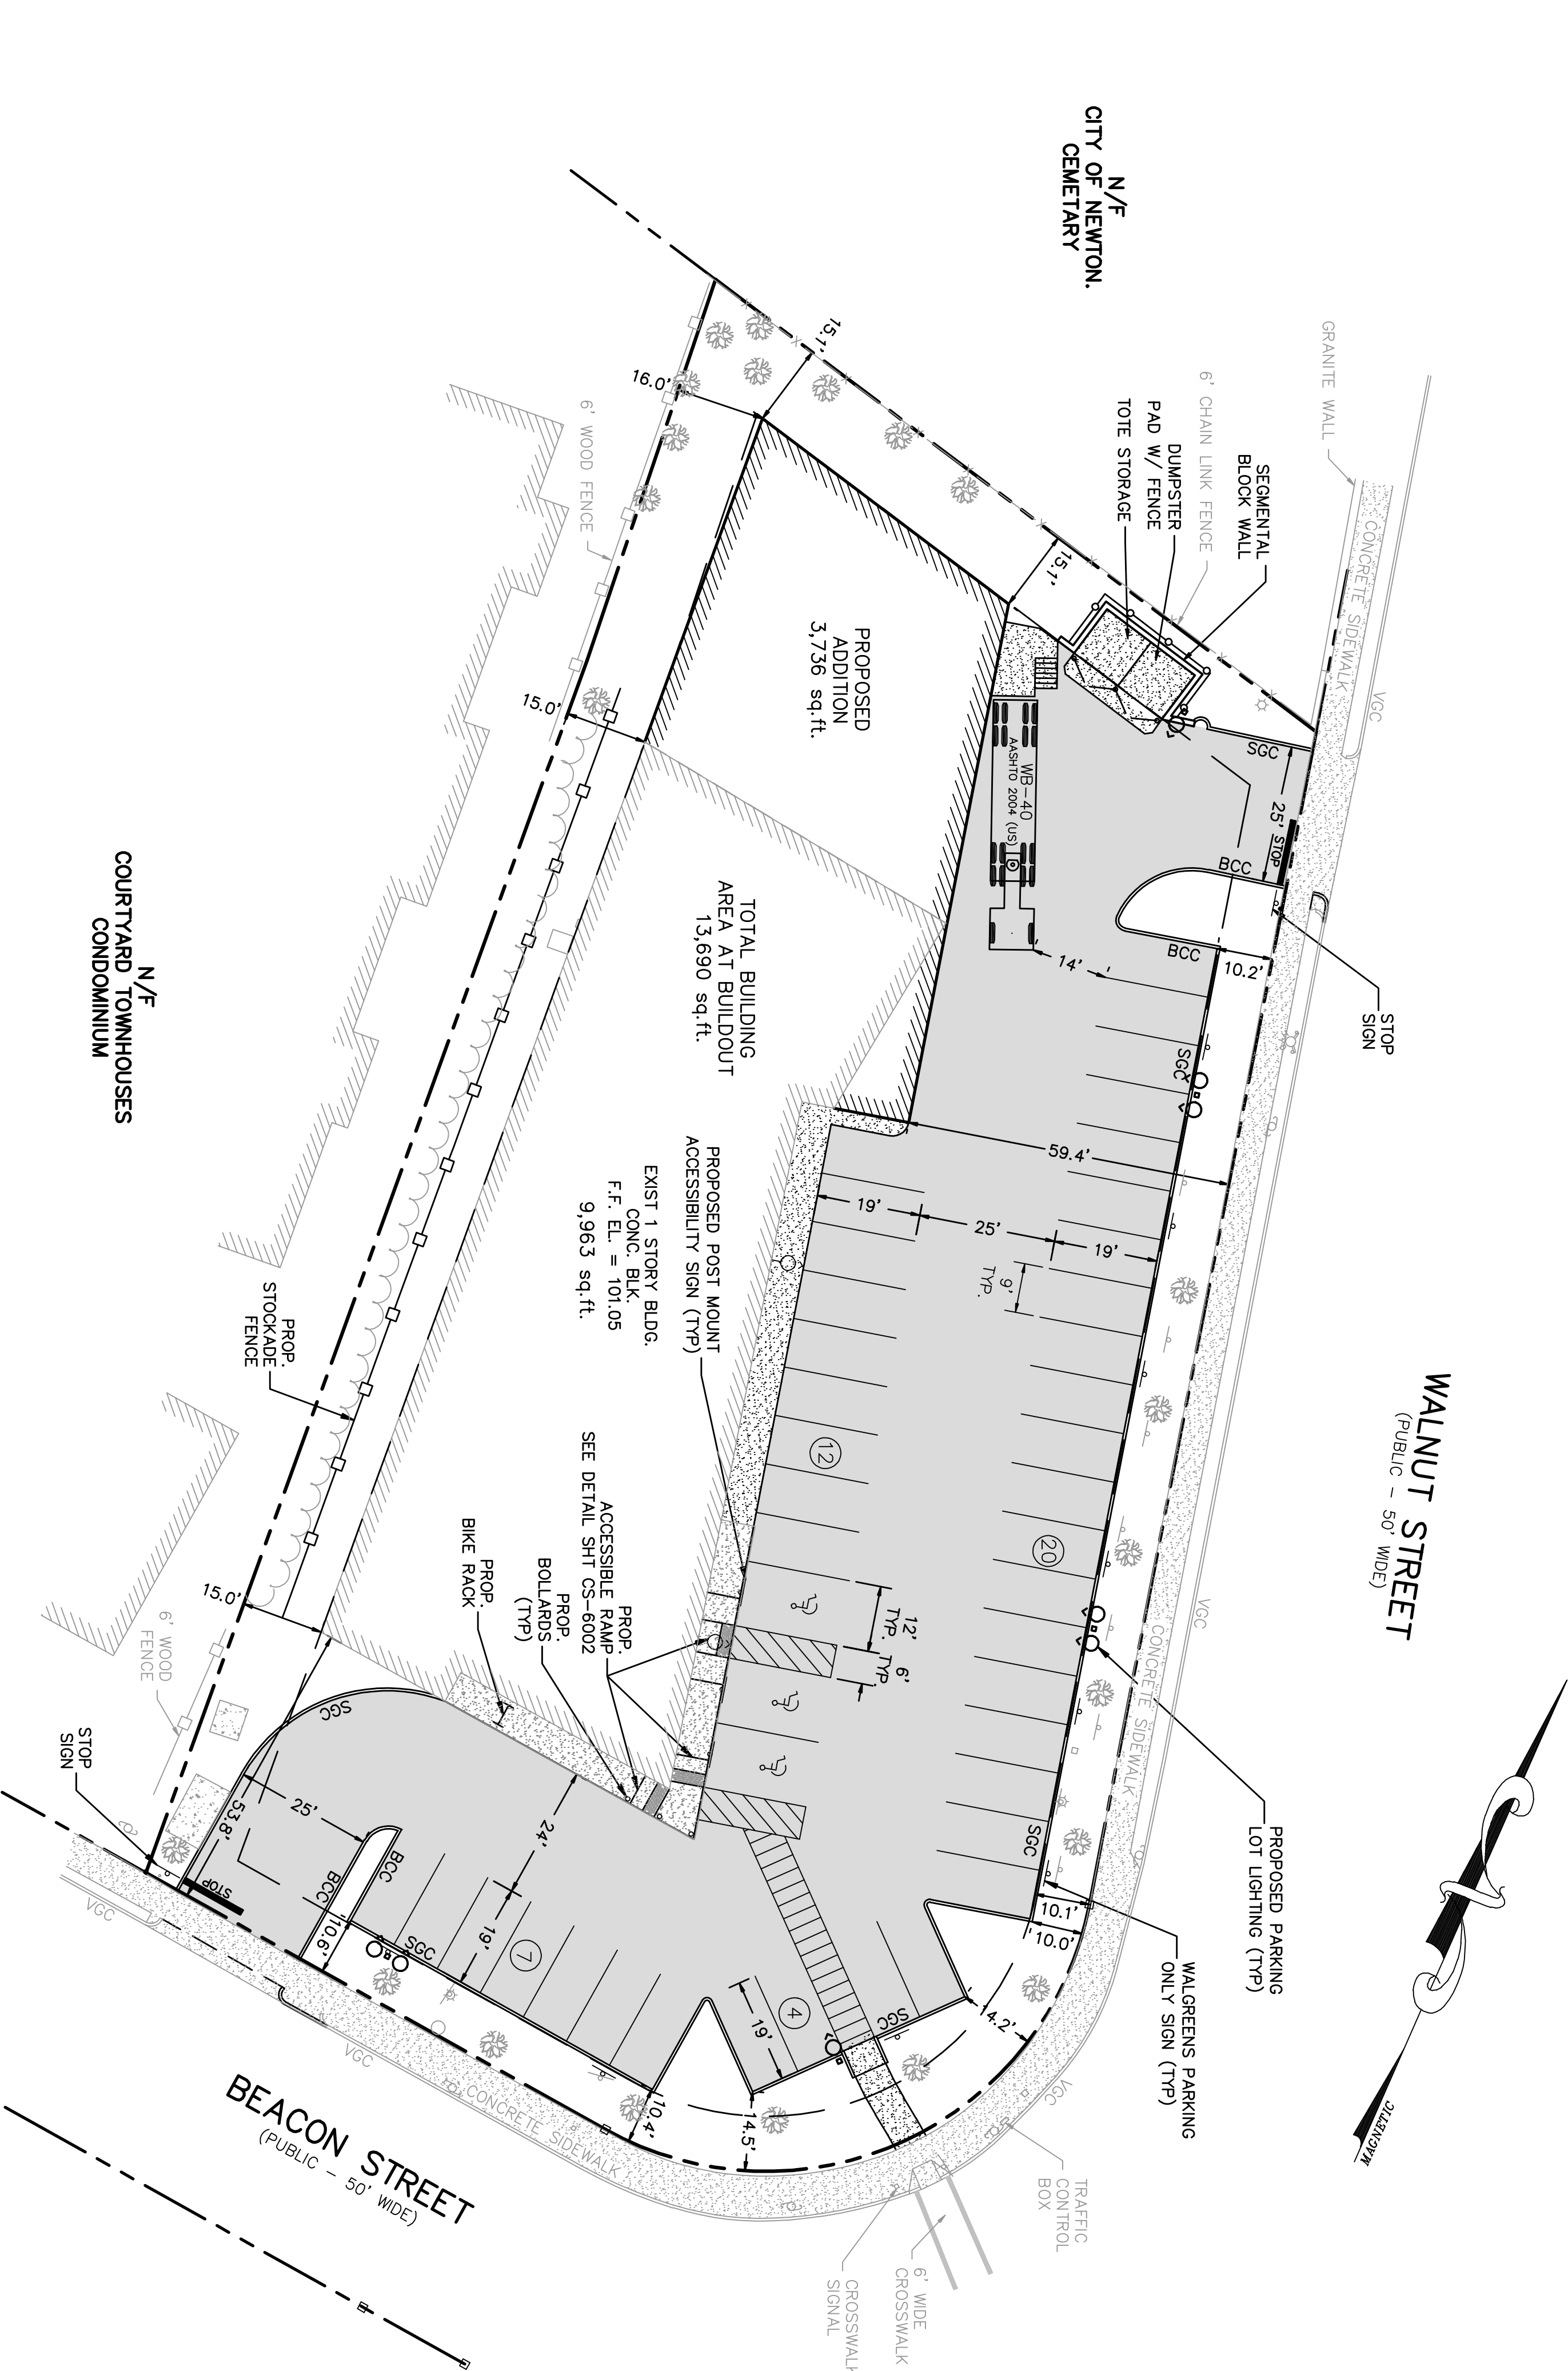 N/F
CITY OF NEWTON.
CEMETARY
GRANITE WALL
6' CHAIN LINK FENCE
SEGMENTAL
BLOCK WALL
DUMPSTER
PAD W/ FENCE
TOTE STORAGE
CONCRETE SIDEWALK
VGC
15.1'
16.0'
6' WOOD FENCE
15.1'
PROPOSED
ADDITION
3,736 sq.ft.
15.0'
WB-40
AASHTO 2004 (US)
SGC
25'
STOP
BCC
BCC
10.2'
14'
STOP
SIGN
SGC
N/F
COURTYARD TOWNHOUSES
CONDOMINIUM
TOTAL BUILDING
AREA AT BUILDOUT
13,690 sq.ft.
59.4'
19'
25'
19'
9'
TYP.
PROPOSED POST MOUNT
ACCESSIBILITY SIGN (TYP)
EXIST 1 STORY BLDG.
CONC. BLK.
F.F. EL. = 101.05
9,963 sq.ft.
PROP.
STOCKADE
FENCE
WALNUT STREET
(PUBLIC - 50' WIDE)
12
20
12'
TYP.
6'
TYP.
VGC
CONCRETE SIDEWALK
PROP.
ACCESSIBLE RAMP
SEE DETAIL SHT CS-6002
PROP.
BOLLARDS
(TYP)
PROP.
BIKE RACK
15.0'
6' WOOD
FENCE
STOP
SIGN
SGC
25'
53.8'
24'
BCC
BCC
STOP
VGC
10.6'
SGC
19'
7
SGC
10.1'
10.0'
PROPOSED PARKING
LOT LIGHTING (TYP)
WALGREENS PARKING
ONLY SIGN (TYP)
MAGNETIC
4
19'
SGC
14.2'
10.4'
14.5'
VGC
VGC
CONCRETE SIDEWALK
BEACON STREET
(PUBLIC - 50' WIDE)
TRAFFIC
CONTROL
BOX
6' WIDE
CROSSWALK
CROSSWALK
SIGNAL